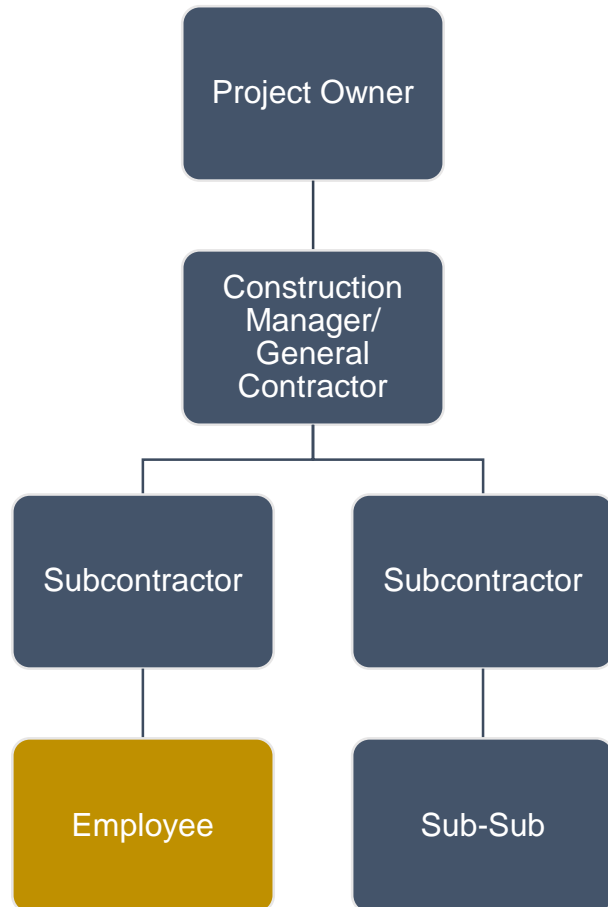 Project Owner
Construction
Manager/
General
Contractor
Subcontractor
Subcontractor
Employee
Sub-Sub